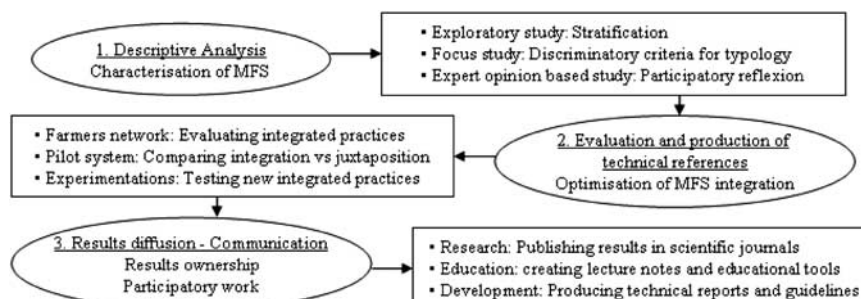 1. Descriptive Analysis
Characterisation of MFS
▪ Exploratory study: Stratification
▪ Focus study: Discriminatory criteria for typology
▪ Expert opinion based study: Participatory reflexion
2. Evaluation and production of
technical references
Optimisation of MFS integration
▪ Farmers network: Evaluating integrated practices
▪ Pilot system: Comparing integration vs juxtaposition
▪ Experimentations: Testing new integrated practices
3. Results diffusion - Communication
Results ownership
Participatory work
▪ Research: Publishing results in scientific journals
▪ Education: creating lecture notes and educational tools
▪ Development: Producing technical reports and guidelines